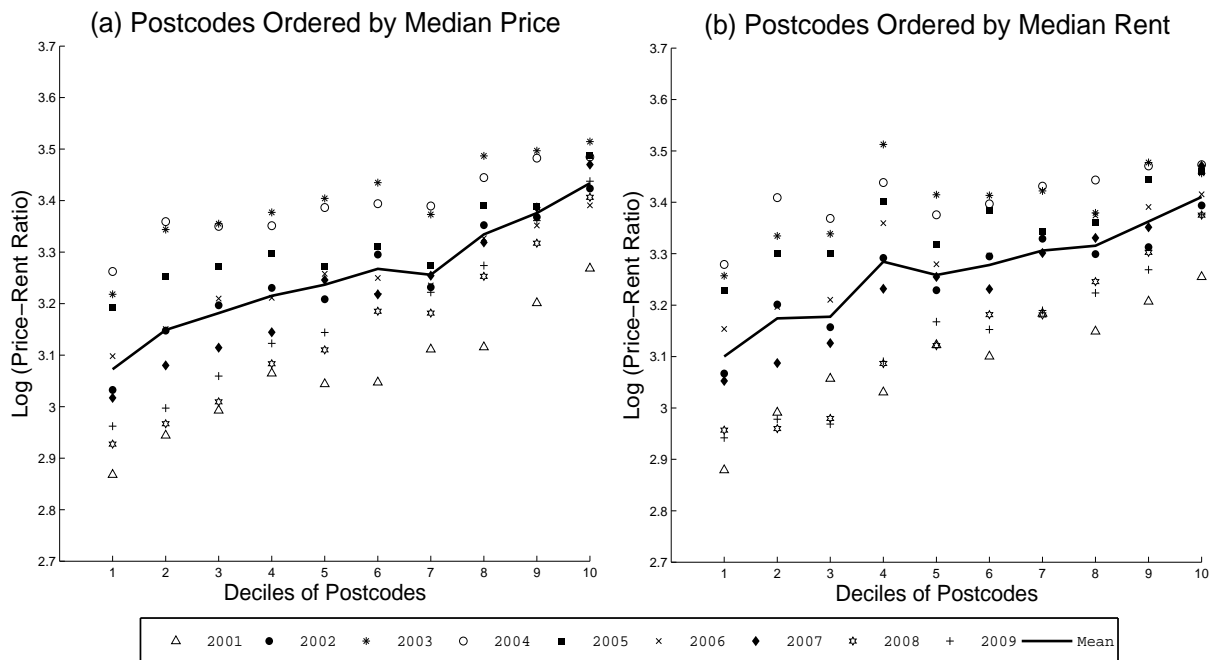 (a) Postcodes Ordered by Median Price
3.7
3.6
3.5
3.4
3.3
3.2
3.1
3
2.9
2.8
2.7
Log (Price−Rent Ratio)
1 2 3 4 5 6 7 8 9 10
Deciles of Postcodes
(b) Postcodes Ordered by Median Rent
3.7
3.6
3.5
3.4
3.3
3.2
3.1
3
2.9
2.8
2.7
Log (Price−Rent Ratio)
1 2 3 4 5 6 7 8 9 10
Deciles of Postcodes
2001 2002 2003 2004 2005 2006 2007 2008 2009 Mean